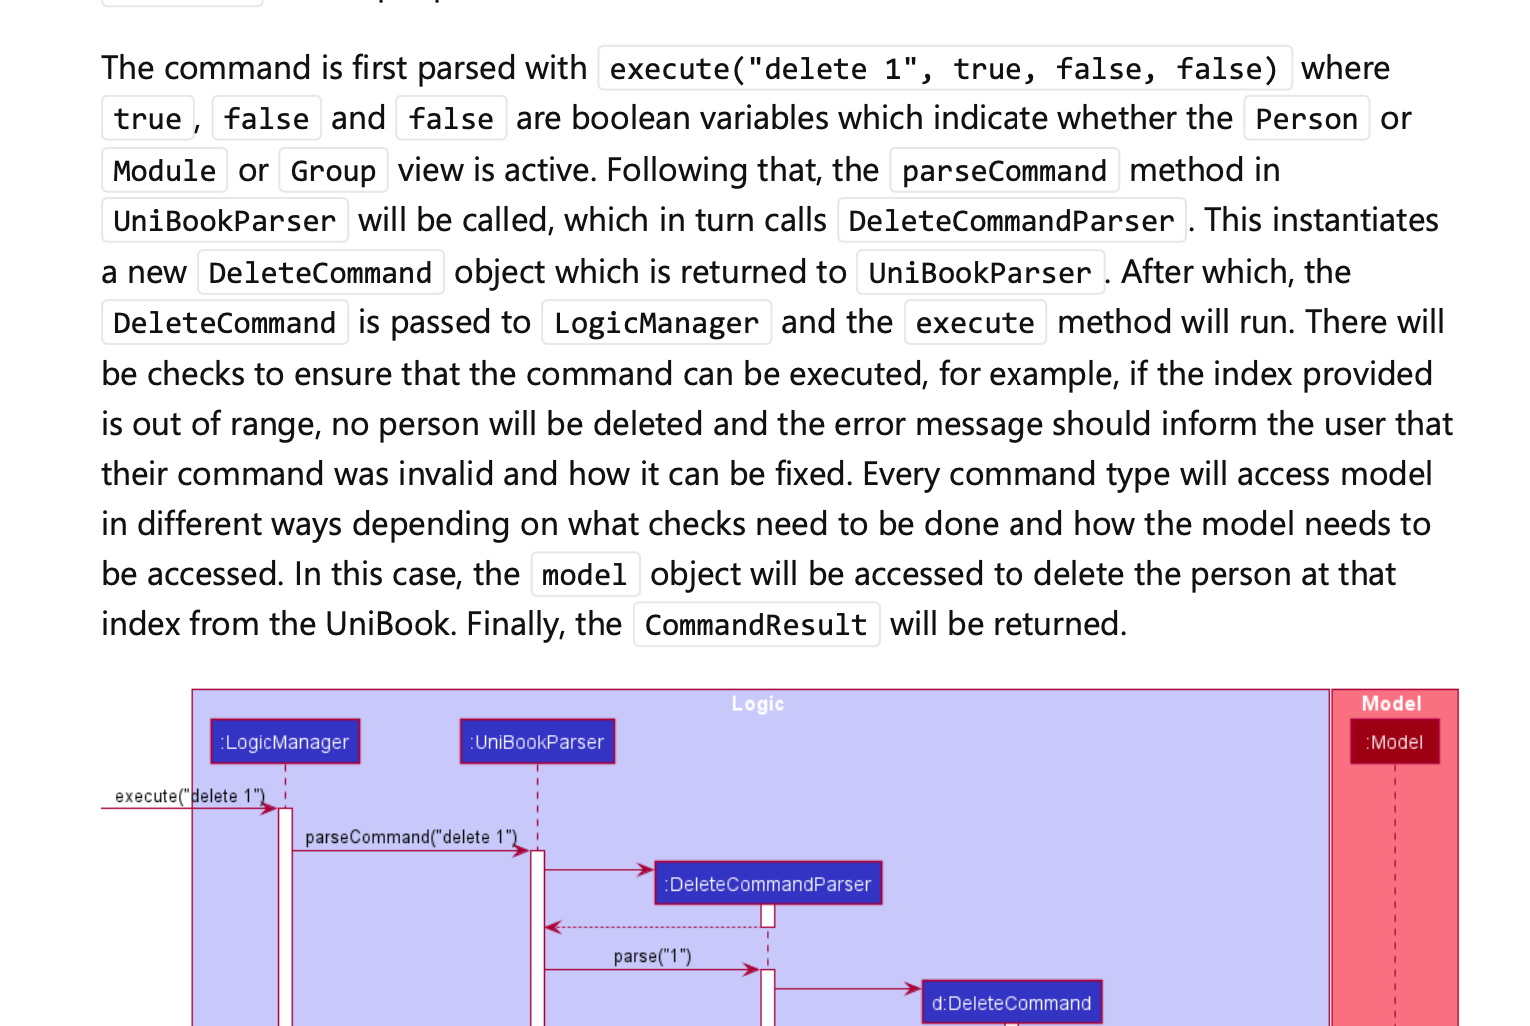 The command is first parsed with execute("delete 1", true, false, false) where
true, false and false are boolean variables which indicate whether the Person or
Module or Group view is active. Following that, the parseCommand method in
UniBookParser will be called, which in turn calls DeleteCommandParser. This instantiates
a new DeleteCommand object which is returned to UniBookParser. After which, the
DeleteCommand is passed to LogicManager and the execute method will run. There will
be checks to ensure that the command can be executed, for example, if the index provided
is out of range, no person will be deleted and the error message should inform the user that
their command was invalid and how it can be fixed. Every command type will access model
in different ways depending on what checks need to be done and how the model needs to
be accessed. In this case, the model object will be accessed to delete the person at that
index from the UniBook. Finally, the CommandResult will be returned.
Logic
Model
:LogicManager
:UniBookParser
:Model
execute("delete 1")
parseCommand("delete 1")
:DeleteCommandParser
parse("1")
d:DeleteCommand